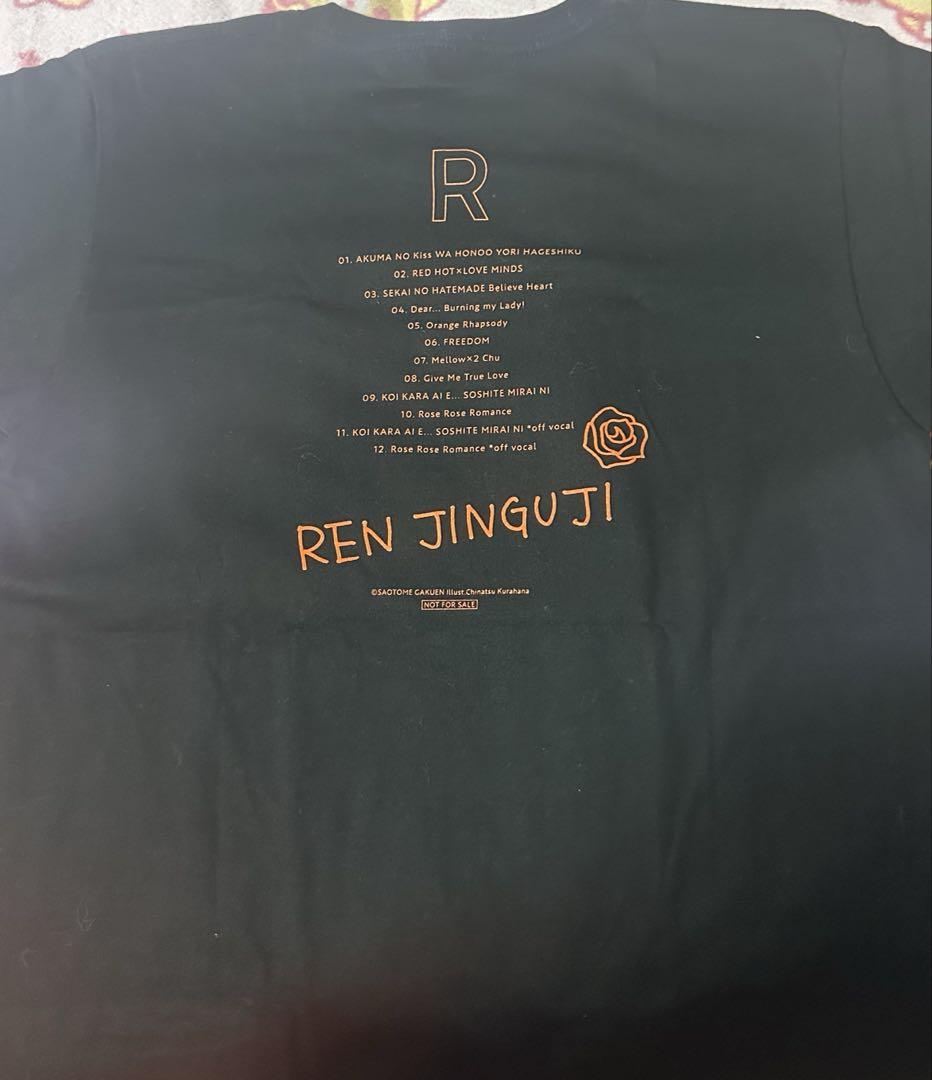 R
01. AKUMA NO Kiss WA HONOO YORI HAGESHIKU
02. RED HOT×LOVE MINDS
03. SEKAI NO HATEMADE Believe Heart
04. Dear... Burning my Lady!
05. Orange Rhapsody
06. FREEDOM
07. Mellow×2 Chu
08. Give Me True Love
09. KOI KARA AI E... SOSHITE MIRAI NI
10. Rose Rose Romance
11. KOI KARA AI E... SOSHITE MIRAI NI *off vocal
12. Rose Rose Romance *off vocal
REN JINGUJI
©SAOTOME GAKUEN Illust.Chinatsu Kurahana
NOT FOR SALE